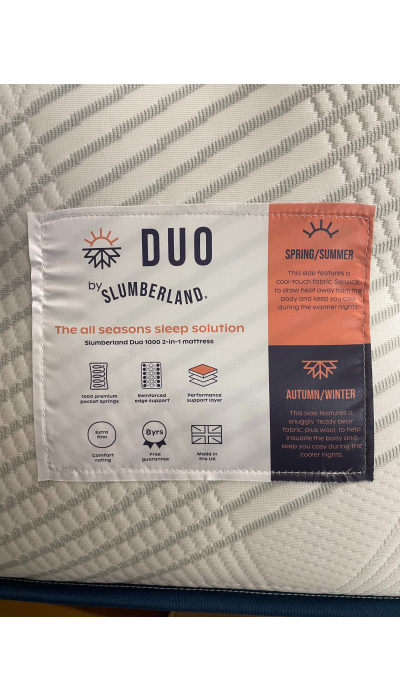 DUO
by SLUMBERLAND®
The all seasons sleep solution
Slumberland Duo 1000 2-in-1 mattress
1000 premium
pocket springs
Reinforced
edge support
Performance
support layer
Extra
firm
Comfort
rating
8yrs
Free
guarantee
Made in
the UK
SPRING/SUMMER
This side features a
cool-touch fabric, SensICE,
to draw heat away from the
body and keep you cool
during the warmer nights.
AUTUMN/WINTER
This side features a
snuggly 'teddy bear'
fabric, plus wool, to help
insulate the body and
keep you cosy during the
cooler nights.